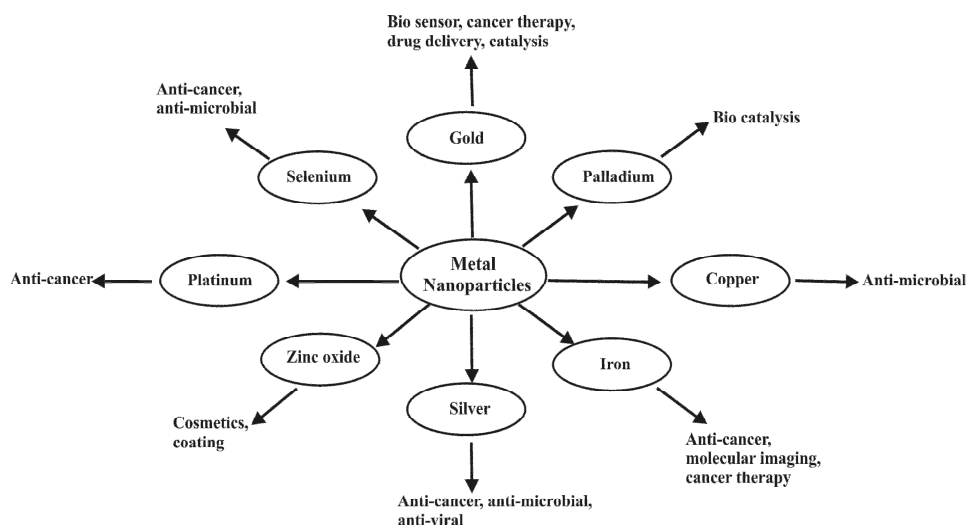 Bio sensor, cancer therapy,
drug delivery, catalysis
Anti-cancer,
anti-microbial
Gold
Bio catalysis
Selenium
Palladium
Metal
Nanoparticles
Anti-cancer
Platinum
Copper
Anti-microbial
Zinc oxide
Iron
Silver
Cosmetics,
coating
Anti-cancer,
molecular imaging,
cancer therapy
Anti-cancer, anti-microbial,
anti-viral